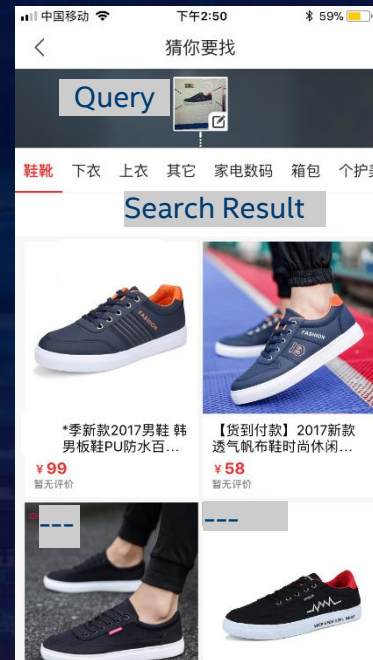 中国移动 下午2:50 59%
猜你要找
Query
鞋靴 下衣 上衣 其它 家电数码 箱包 个护
Search Result
FASHION
FASHION
B
*季新款2017男鞋 韩
男板鞋PU防水百...
¥99
暂无评价
【货到付款】2017新款
透气帆布鞋时尚休闲...
¥58
暂无评价
---
---